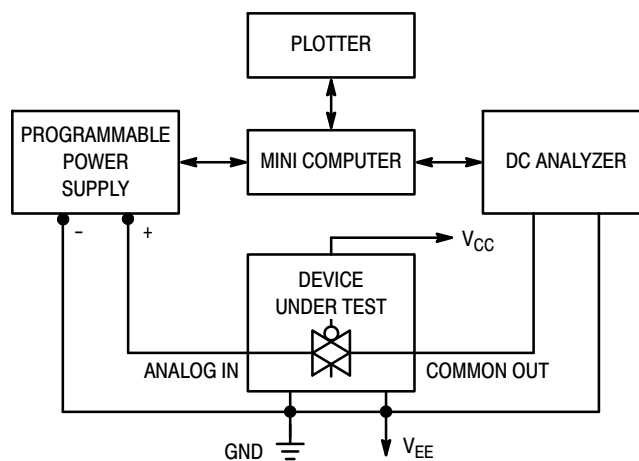 PLOTTER
PROGRAMMABLE
POWER
SUPPLY
MINI COMPUTER
DC ANALYZER
− +
VCC
DEVICE
UNDER TEST
ANALOG IN
COMMON OUT
GND
VEE